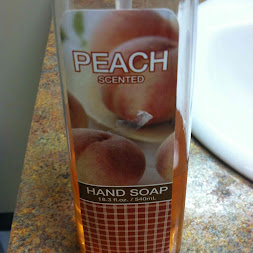 PEACH
SCENTED
HAND SOAP
18.3 fl.oz. / 540mL